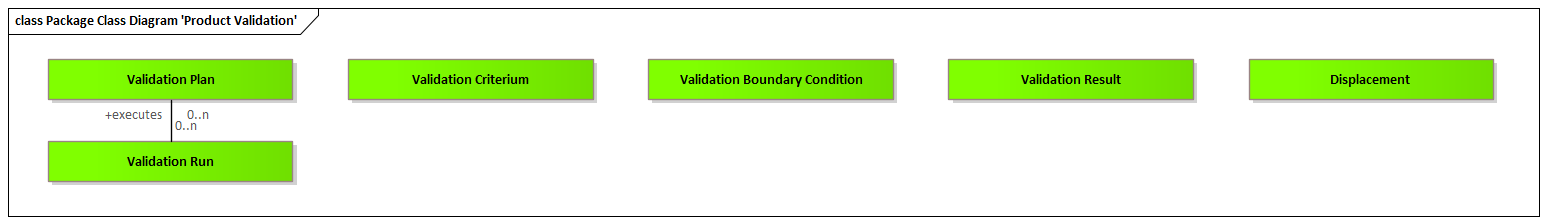 class Package Class Diagram 'Product Validation'
Validation Plan
Validation Criterium
Validation Boundary Condition
Validation Result
Displacement
+executes 0..n
0..n
Validation Run